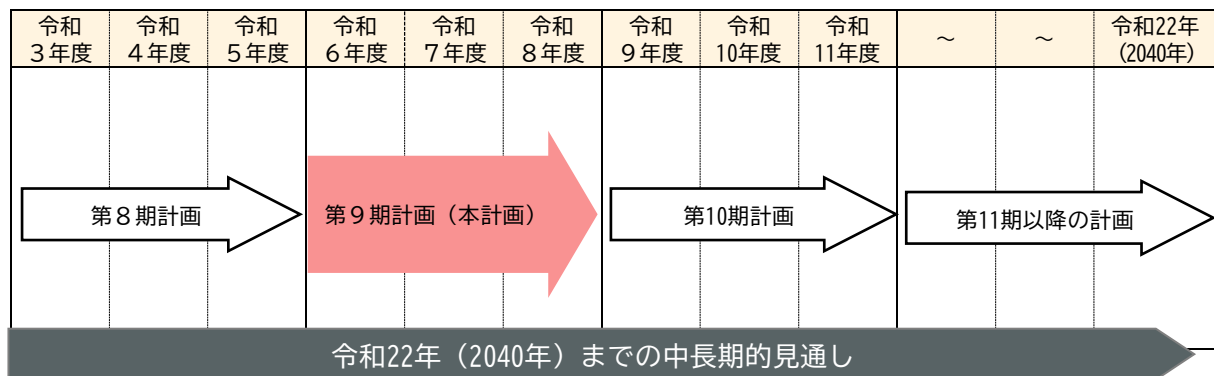 令和
３年度
令和
４年度
令和
５年度
令和
６年度
令和
７年度
令和
８年度
令和
９年度
令和
10年度
令和
11年度
～
～
令和22年
(2040年)
第８期計画
第９期計画（本計画）
第10期計画
第11期以降の計画
令和22年（2040年）までの中長期的見通し